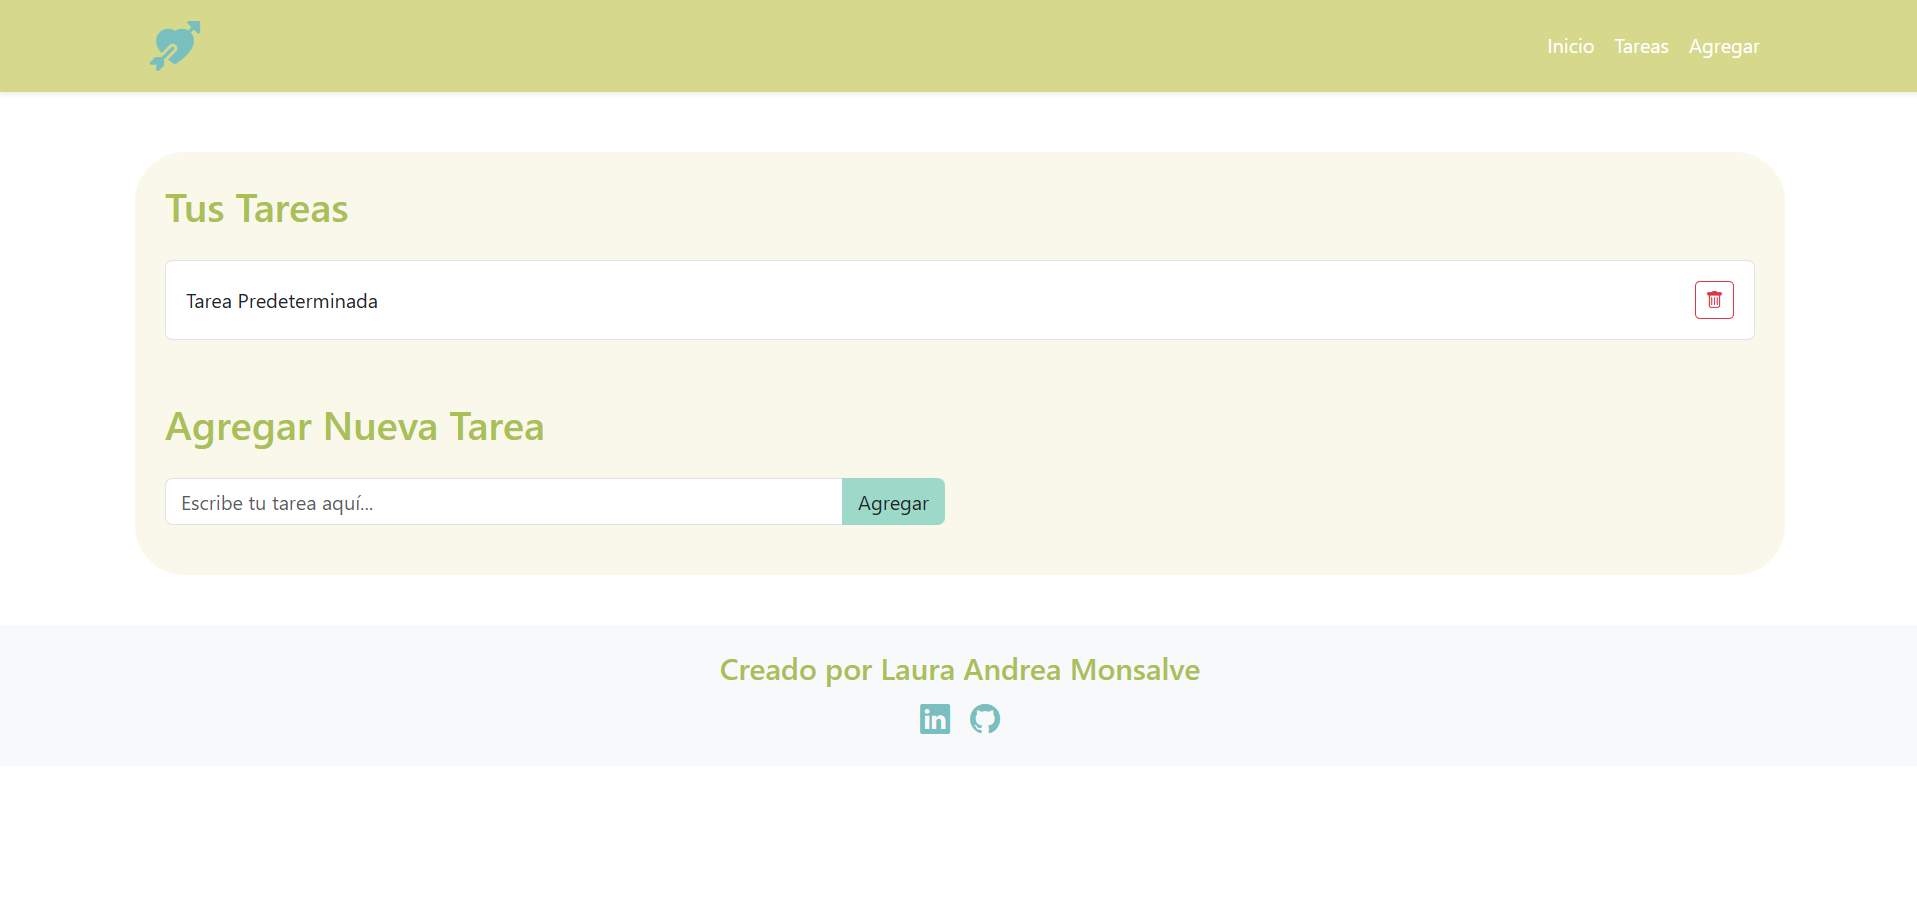 Inicio Tareas Agregar
Tus Tareas
Tarea Predeterminada
Agregar Nueva Tarea
Escribe tu tarea aquí... Agregar
Creado por Laura Andrea Monsalve
in